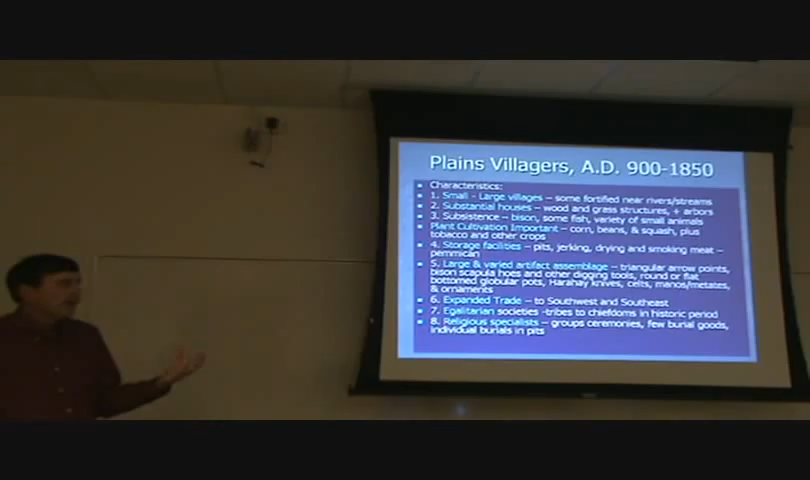 Plains Villagers, A.D. 900-1850
Characteristics:
1. Small - Large villages – some fortified near rivers/streams
2. Substantial houses – wood and grass structures, + arbors
3. Subsistence – bison, some fish, variety of small animals
Plant Cultivation Important – corn, beans, & squash, plus
tobacco and other crops
4. Storage facilities – pits, jerking, drying and smoking meat –
pemmican
5. Large & varied artifact assemblage – triangular arrow points,
bison scapula hoes and other digging tools, round or flat
bottomed globular pots, Harahay knives, celts, manos/metates,
& ornaments
6. Expanded Trade – to Southwest and Southeast
7. Egalitarian societies -tribes to chiefdoms in historic period
8. Religious specialists – groups ceremonies, few burial goods,
individual burials in pits